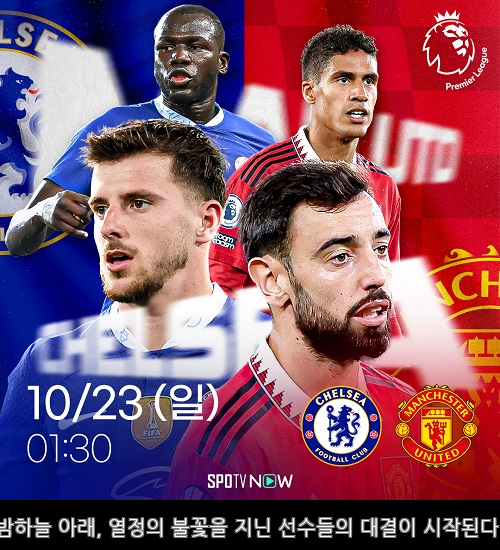 CHELSEA
UTD
Premier League
CHELSEA
10/23 (일)
01:30
CHELSEA
FOOTBALL CLUB
MANCHESTER
UNITED
SPOTV NOW
밤하늘 아래, 열정의 불꽃을 지닌 선수들의 대결이 시작된다